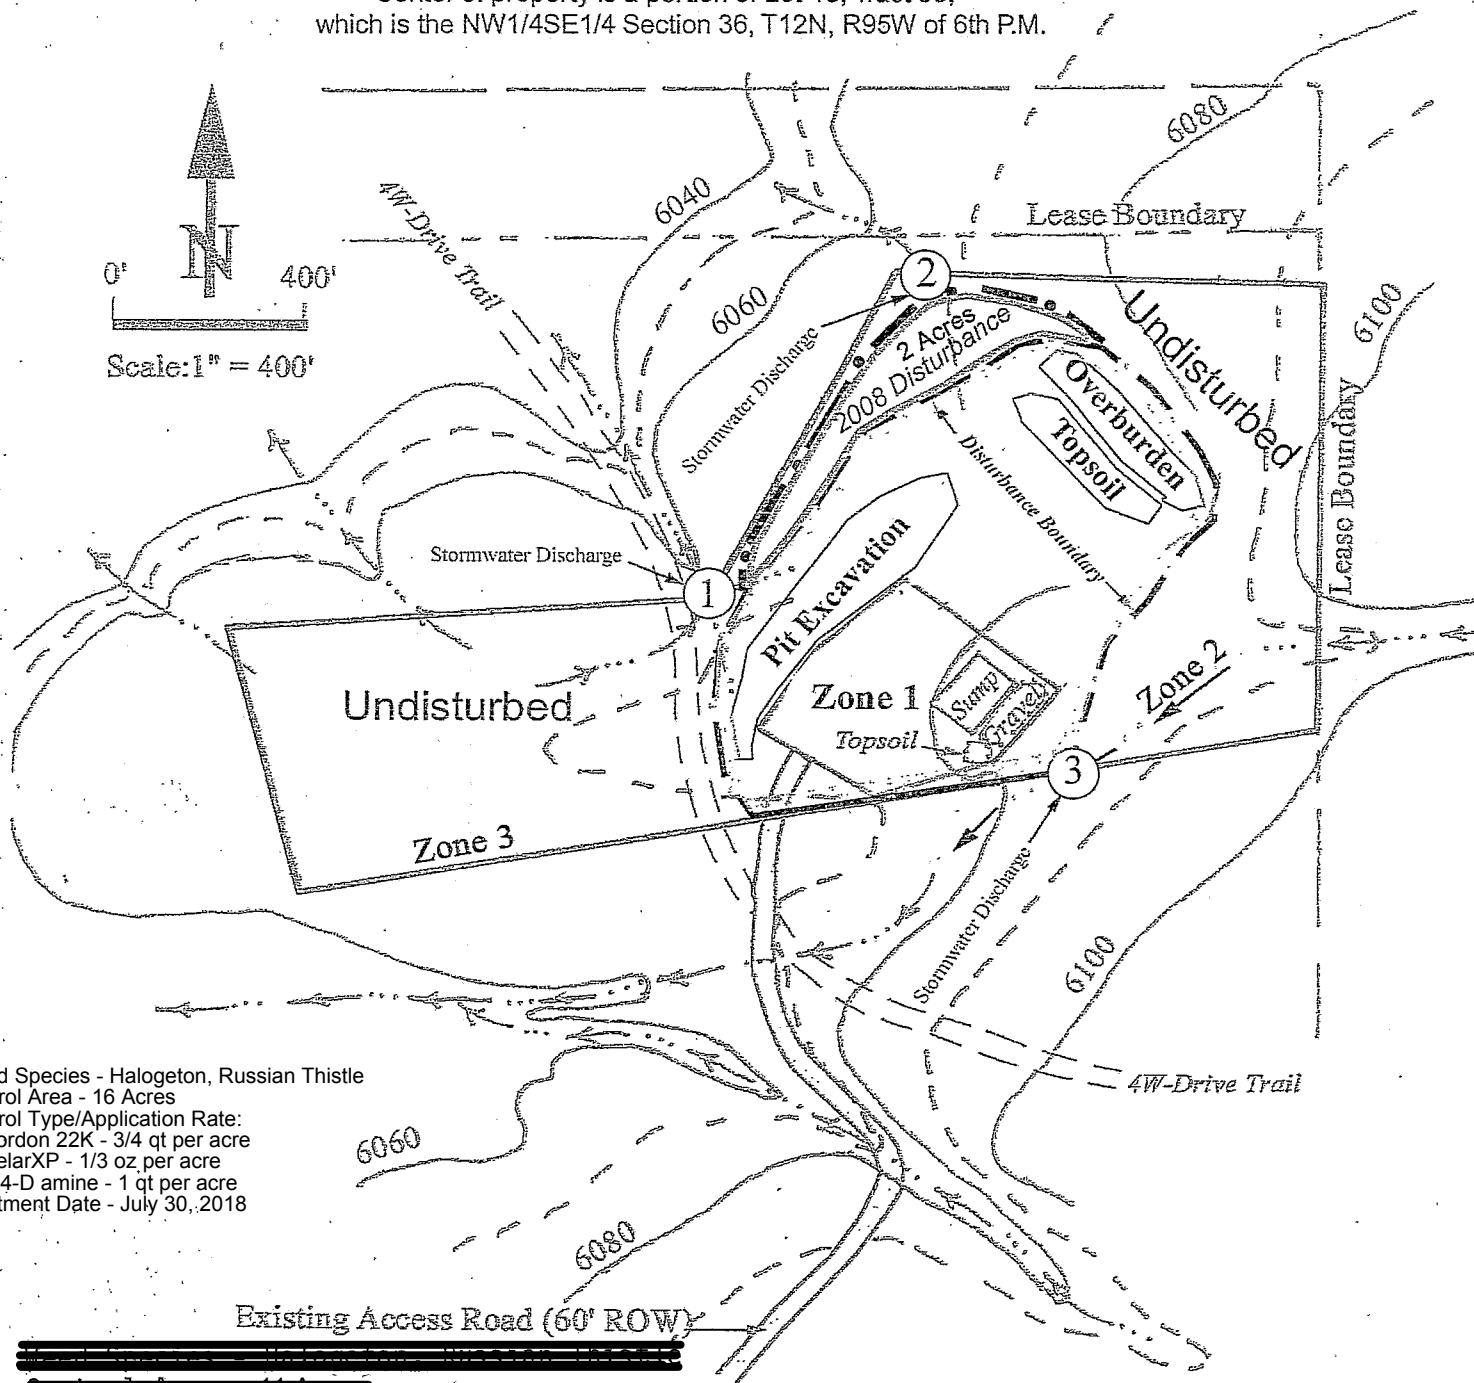 which is the NW1/4SE1/4 Section 36, T12N, R95W of 6th P.M.
6080
6040
4W-Drive Trail
Lease Boundary
N
0' 400'
Scale:1" = 400'
6060
2
2 Acres
2008 Disturbance
Undisturbed
6100
Stormwater Discharge
Overburden
Topsoil
Disturbance Boundary
Lease Boundary
Pit Excavation
Stormwater Discharge
1
Undisturbed
Zone 1
Sump
Gravel
Topsoil
Zone 2
3
Zone 3
Stormwater Discharge
6100
4W-Drive Trail
d Species - Halogeton, Russian Thistle
rol Area - 16 Acres
rol Type/Application Rate:
ordon 22K - 3/4 qt per acre
elarXP - 1/3 oz per acre
4-D amine - 1 qt per acre
tment Date - July 30, 2018
6060
6080
Existing Access Road (60' ROW)